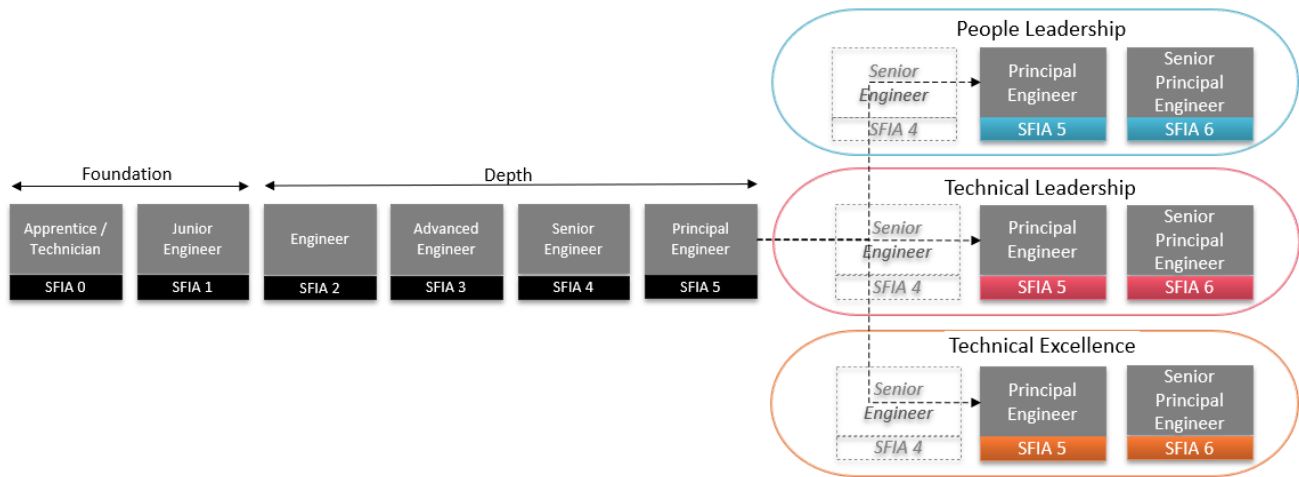 People Leadership
Senior
Engineer
SFIA 4
Principal
Engineer
SFIA 5
Senior
Principal
Engineer
SFIA 6
Foundation
Depth
Apprentice /
Technician
SFIA 0
Junior
Engineer
SFIA 1
Engineer
SFIA 2
Advanced
Engineer
SFIA 3
Senior
Engineer
SFIA 4
Principal
Engineer
SFIA 5
Technical Leadership
Senior
Engineer
SFIA 4
Principal
Engineer
SFIA 5
Senior
Principal
Engineer
SFIA 6
Technical Excellence
Senior
Engineer
SFIA 4
Principal
Engineer
SFIA 5
Senior
Principal
Engineer
SFIA 6